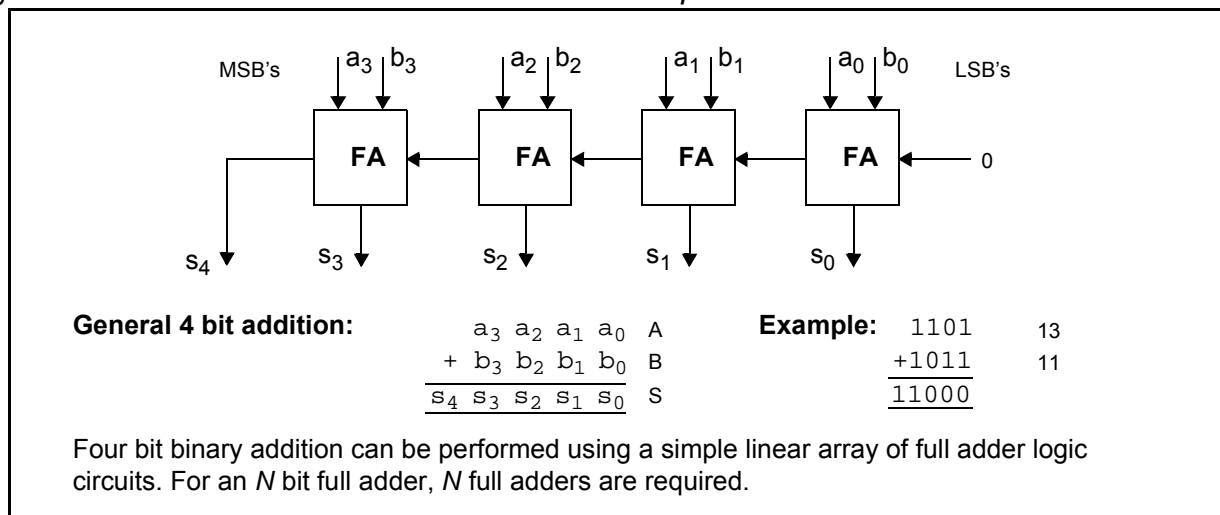 MSB's a3 b3 a2 b2 a1 b1 a0 b0 LSB's
FA FA FA FA 0
s4 s3 s2 s1 s0
General 4 bit addition: a3 a2 a1 a0 A Example: 1101 13
+ b3 b2 b1 b0 B +1011 11
s4 s3 s2 s1 s0 S 11000
Four bit binary addition can be performed using a simple linear array of full adder logic
circuits. For an N bit full adder, N full adders are required.